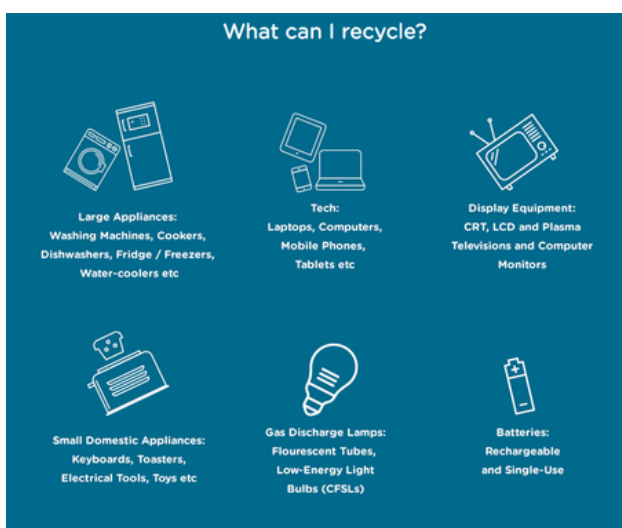 What can I recycle?
Large Appliances:
Washing Machines, Cookers,
Dishwashers, Fridge / Freezers,
Water-coolers etc
Tech:
Laptops, Computers,
Mobile Phones,
Tablets etc
Display Equipment:
CRT, LCD and Plasma
Televisions and Computer
Monitors
Small Domestic Appliances:
Keyboards, Toasters,
Electrical Tools, Toys etc
Gas Discharge Lamps:
Flourescent Tubes,
Low-Energy Light
Bulbs (CFSLs)
Batteries:
Rechargeable
and Single-Use